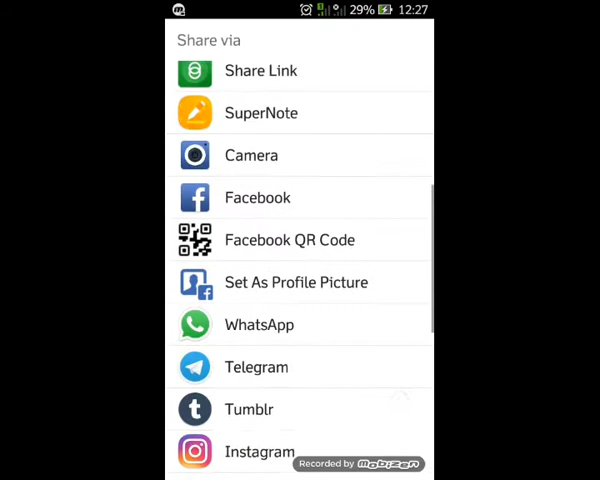 29% 12:27
Share via
Share Link
SuperNote
Camera
Facebook
Facebook QR Code
Set As Profile Picture
WhatsApp
Telegram
Tumblr
Instagram
Recorded by mobizen